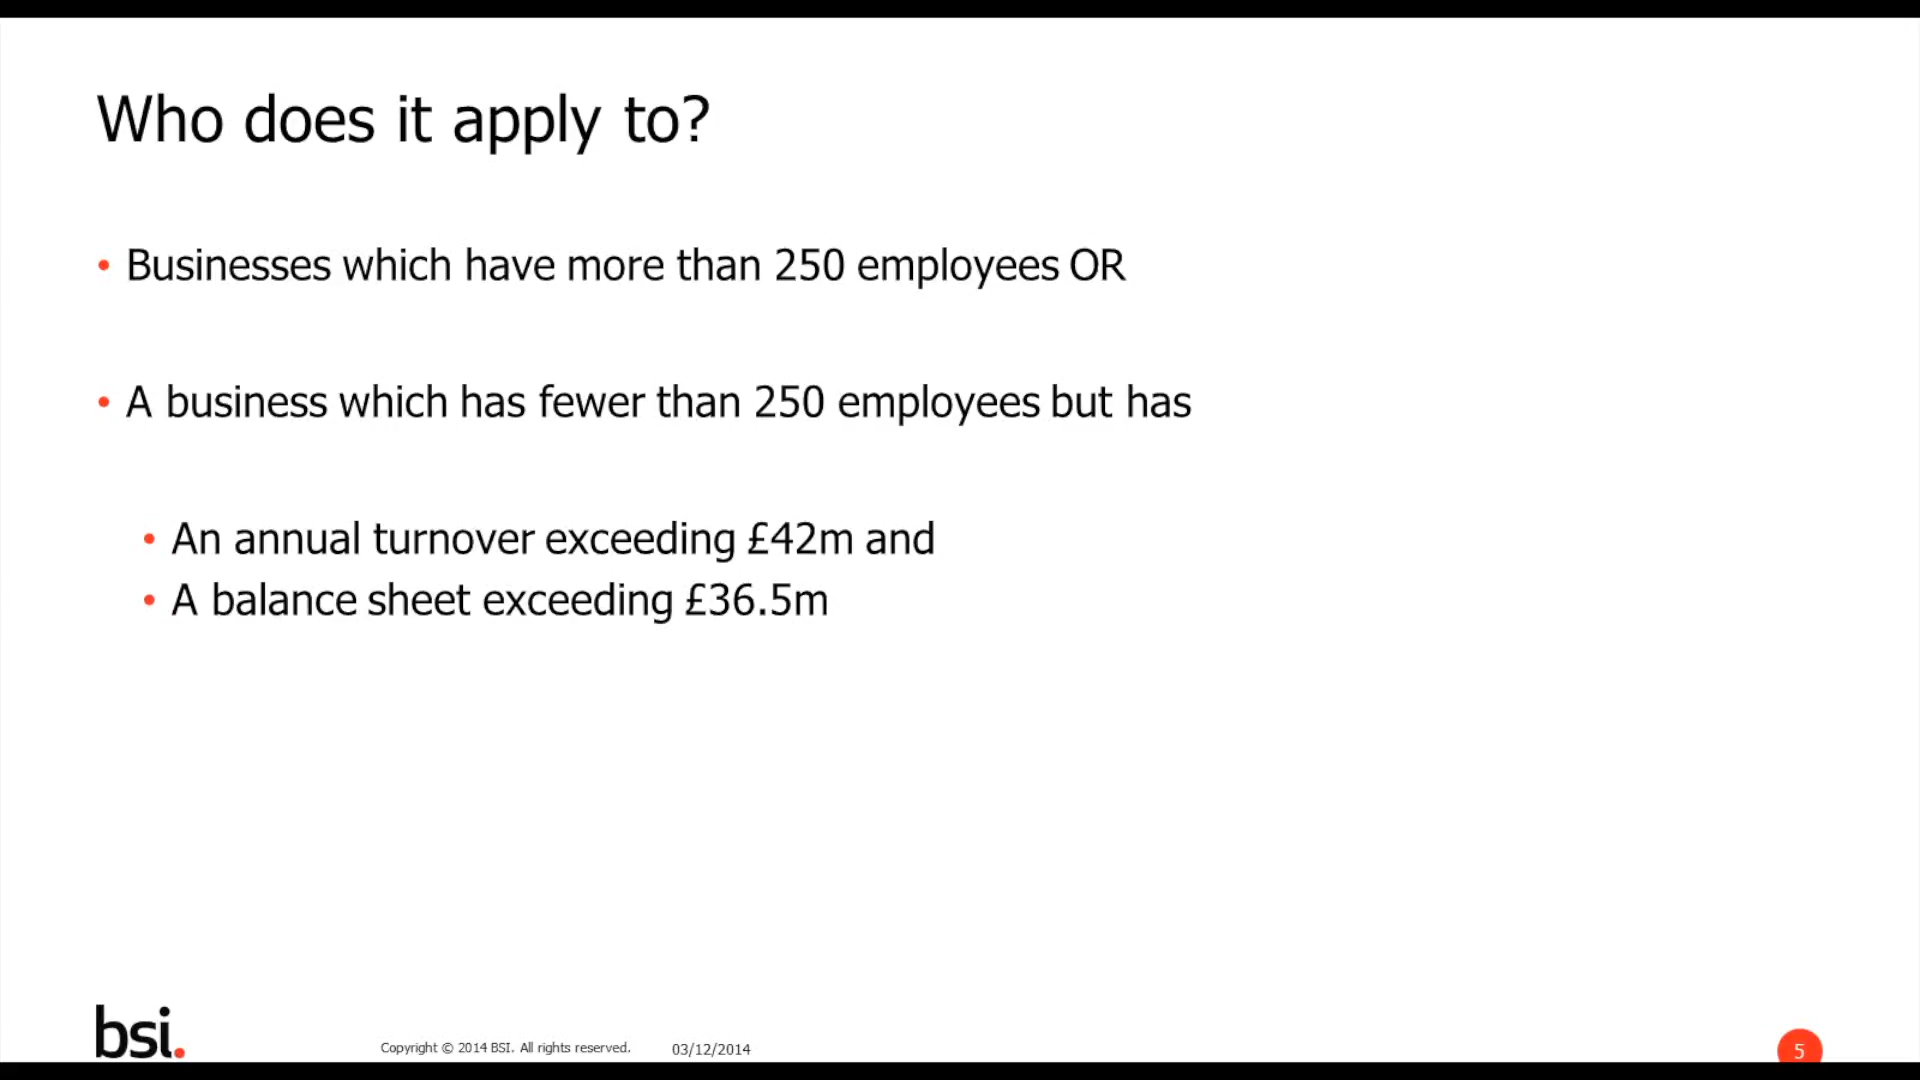 Who does it apply to?
• Businesses which have more than 250 employees OR
• A business which has fewer than 250 employees but has
• An annual turnover exceeding £42m and
• A balance sheet exceeding £36.5m
bsi.
Copyright © 2014 BSI. All rights reserved.
03/12/2014
5